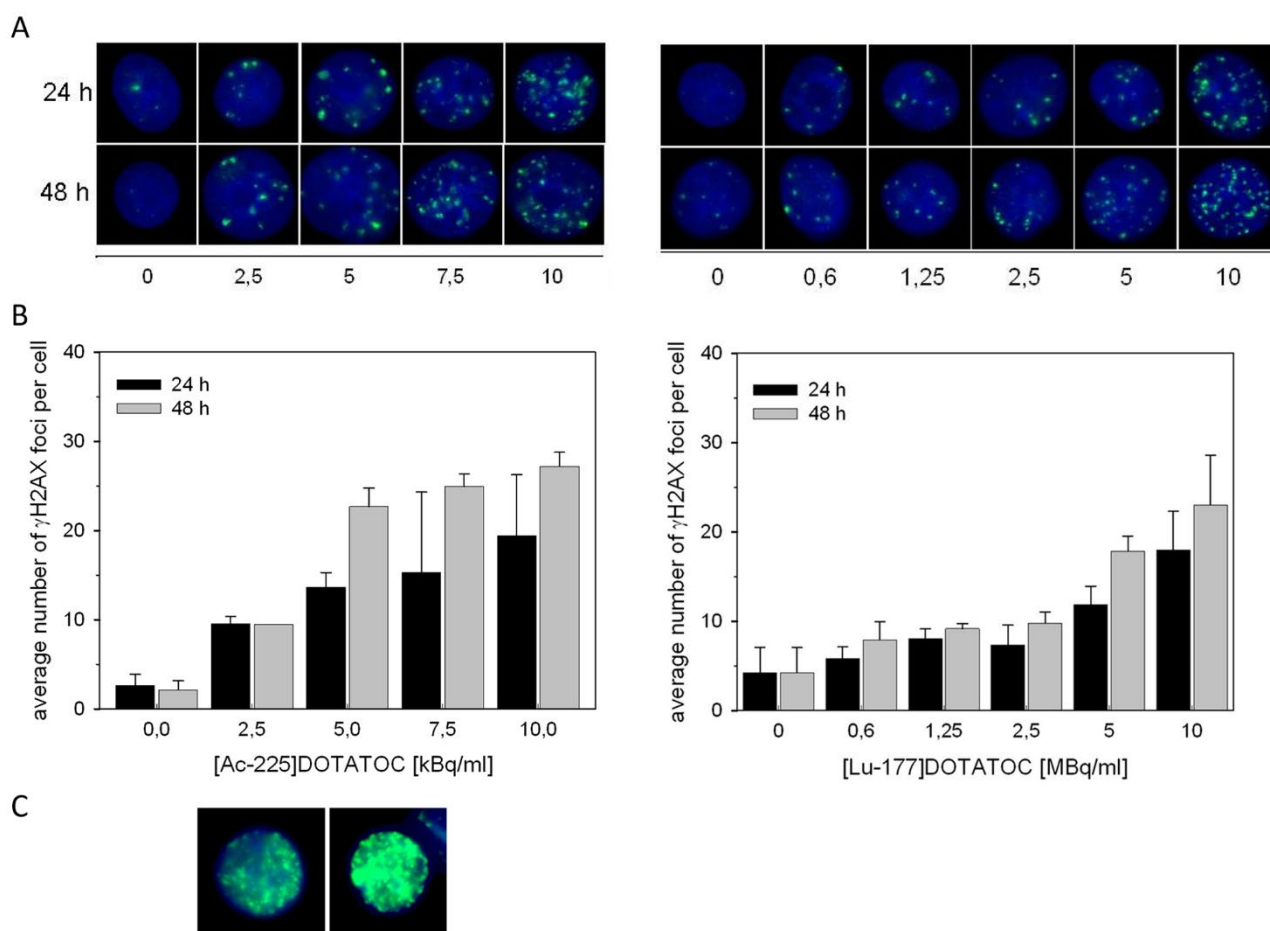 A
24 h
48 h
0 2,5 5 7,5 10
0 0,6 1,25 2,5 5 10
B
average number of γH2AX foci per cell
40
30
20
10
0
24 h
48 h
0,0 2,5 5,0 7,5 10,0
[Ac-225]DOTATOC [kBq/ml]
average number of γH2AX foci per cell
40
30
20
10
0
24 h
48 h
0 0,6 1,25 2,5 5 10
[Lu-177]DOTATOC [MBq/ml]
C